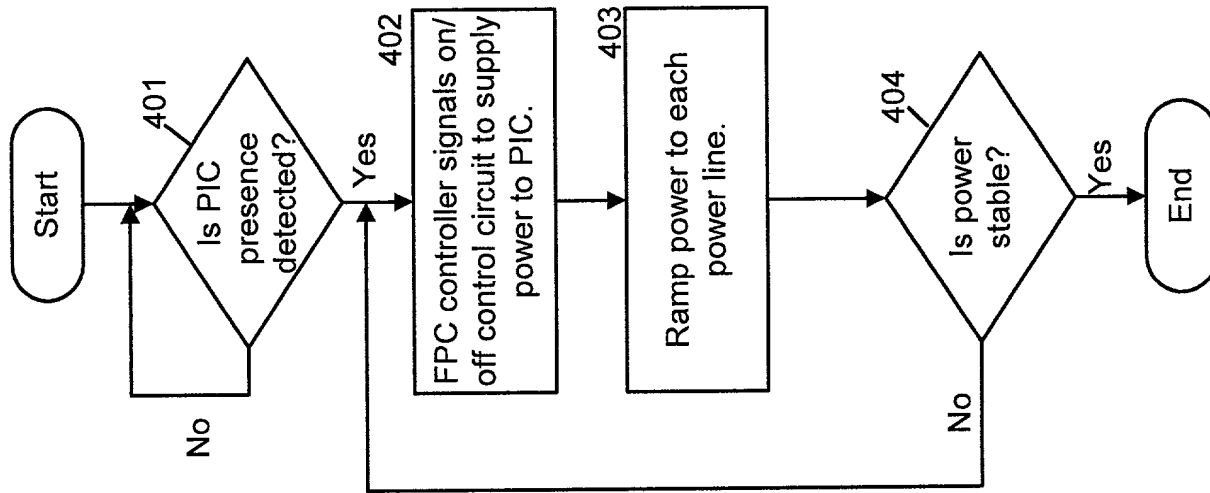 Start
401
Is PIC
presence
detected?
No
Yes
402
FPC controller signals on/
off control circuit to supply
power to PIC.
403
Ramp power to each
power line.
404
Is power
stable?
No
Yes
End